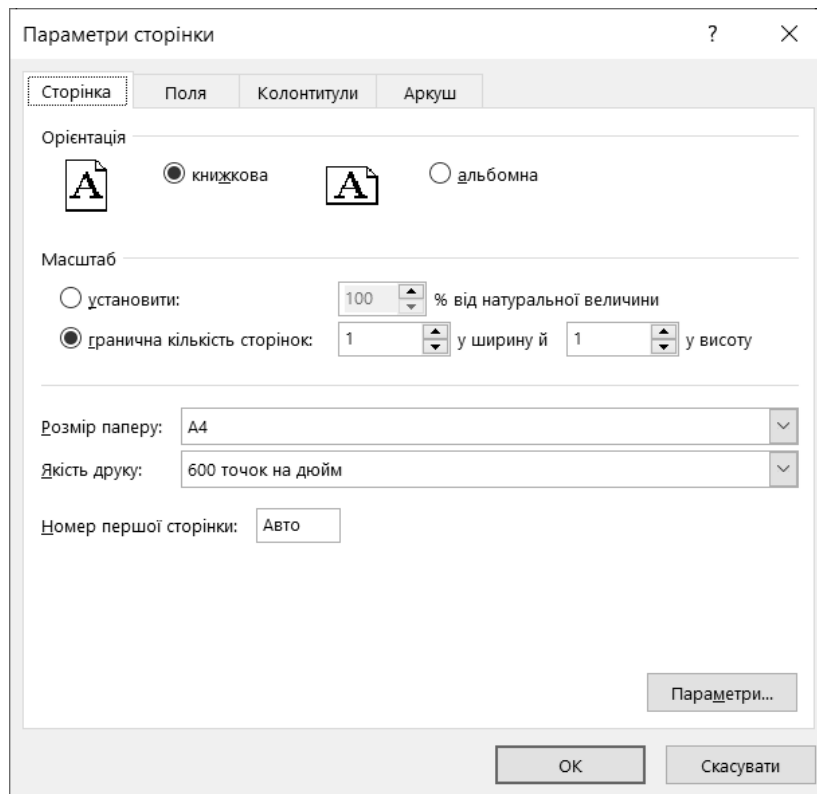 Параметри сторінки ?
Сторінка Поля Колонтитули Аркуш
Орієнтація
A книжкова A альбомна
Масштаб
установити: 100 % від натуральної величини
гранична кількість сторінок: 1 у ширину й 1 у висоту
Розмір паперу: A4
Якість друку: 600 точок на дюйм
Номер першої сторінки: Авто
Параметри...
ОК Скасувати